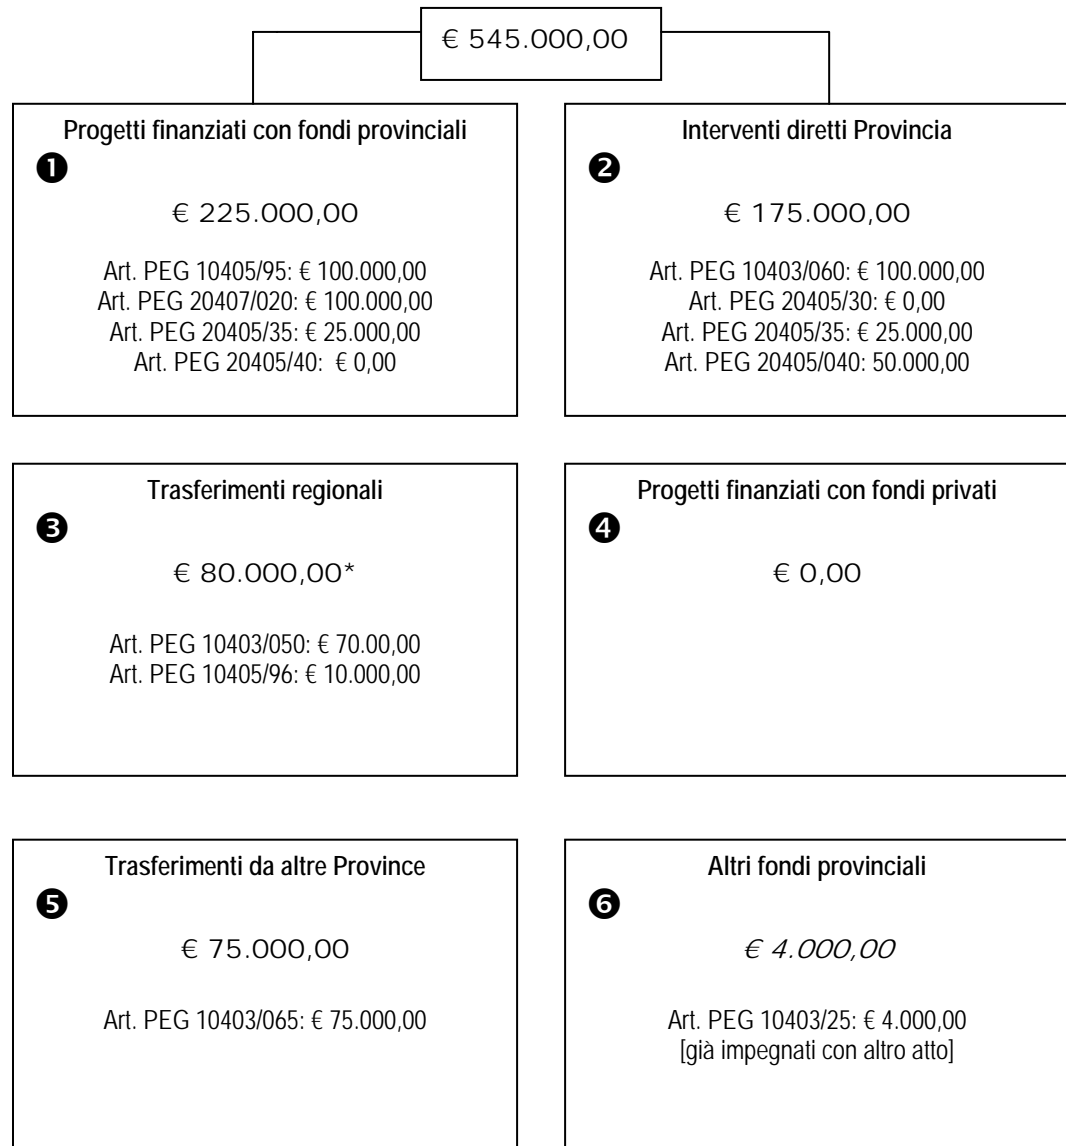 € 545.000,00
Progetti finanziati con fondi provinciali
❶
€ 225.000,00
Art. PEG 10405/95: € 100.000,00
Art. PEG 20407/020: € 100.000,00
Art. PEG 20405/35: € 25.000,00
Art. PEG 20405/40: € 0,00
Interventi diretti Provincia
❷
€ 175.000,00
Art. PEG 10403/060: € 100.000,00
Art. PEG 20405/30: € 0,00
Art. PEG 20405/35: € 25.000,00
Art. PEG 20405/040: 50.000,00
Trasferimenti regionali
❸
€ 80.000,00*
Art. PEG 10403/050: € 70.00,00
Art. PEG 10405/96: € 10.000,00
Progetti finanziati con fondi privati
❹
€ 0,00
Trasferimenti da altre Province
❺
€ 75.000,00
Art. PEG 10403/065: € 75.000,00
Altri fondi provinciali
❻
€ 4.000,00
Art. PEG 10403/25: € 4.000,00
[già impegnati con altro atto]